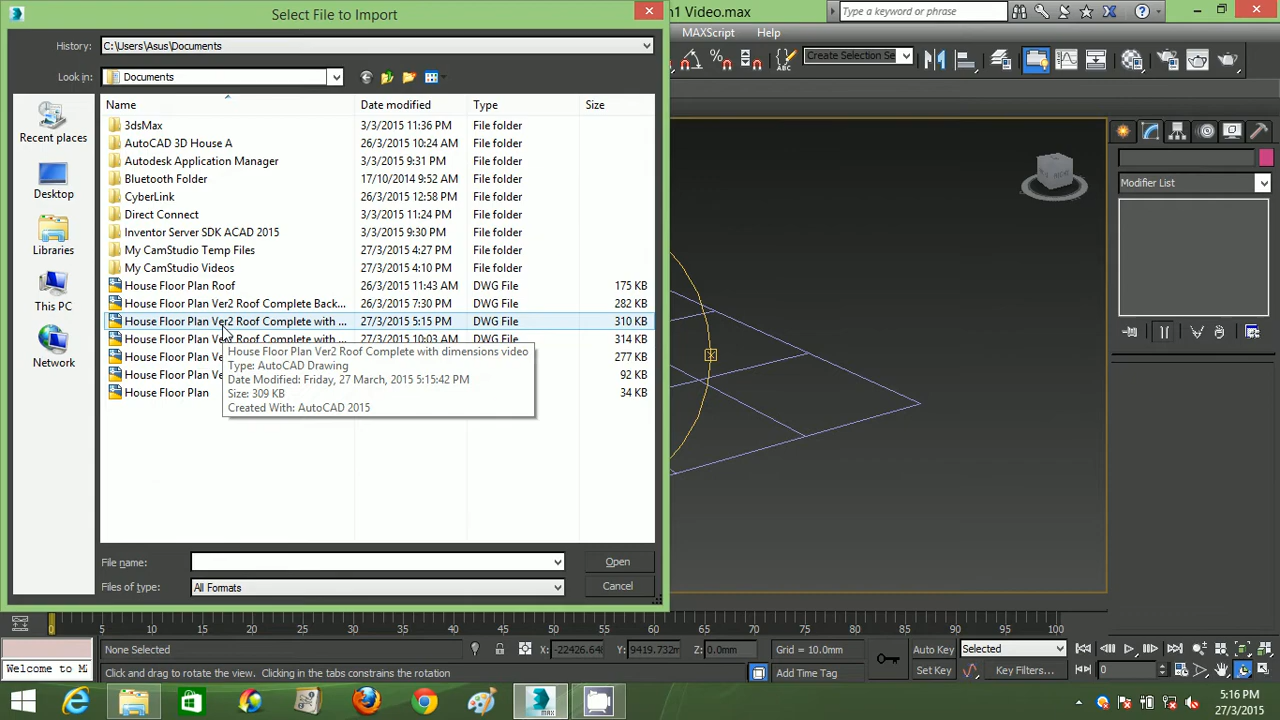 Select File to Import
n1 Video.max
Type a keyword or phrase
History:
C:\Users\Asus\Documents
MAXScript
Help
Look in:
Documents
Create Selection Se
Name
Date modified
Type
Size
Recent places
Desktop
Libraries
This PC
Network
3dsMax
3/3/2015 11:36 PM
File folder
AutoCAD 3D House A
26/3/2015 10:24 AM
File folder
Autodesk Application Manager
3/3/2015 9:31 PM
File folder
Bluetooth Folder
17/10/2014 9:52 AM
File folder
CyberLink
26/3/2015 12:58 PM
File folder
Direct Connect
3/3/2015 11:24 PM
File folder
Inventor Server SDK ACAD 2015
3/3/2015 9:30 PM
File folder
My CamStudio Temp Files
27/3/2015 4:27 PM
File folder
My CamStudio Videos
27/3/2015 4:10 PM
File folder
House Floor Plan Roof
26/3/2015 11:43 AM
DWG File
175 KB
House Floor Plan Ver2 Roof Complete Back...
26/3/2015 7:30 PM
DWG File
282 KB
House Floor Plan Ver2 Roof Complete with ...
27/3/2015 5:15 PM
DWG File
310 KB
House Floor Plan Ver2 Roof Complete with ...
27/3/2015 10:03 AM
DWG File
314 KB
House Floor Plan Ve
277 KB
House Floor Plan Ve
92 KB
House Floor Plan
34 KB
House Floor Plan Ver2 Roof Complete with dimensions video
Type: AutoCAD Drawing
Date Modified: Friday, 27 March, 2015 5:15:42 PM
Size: 309 KB
Created With: AutoCAD 2015
File name:
Open
Files of type:
All Formats
Cancel
Modifier List
0 5 10 15 20 25 30 35 40 45 50 55 60 65 70 75 80 85 90 95 100
None Selected
X: -22426.64
Y: 9419.732m
Z: 0.0mm
Grid = 10.0mm
Auto Key
Selected
Welcome to M
Click and drag to rotate the view. Clicking in the tabs constrains the rotation
Add Time Tag
Set Key
Key Filters...
0
MAX
5:16 PM
27/3/2015